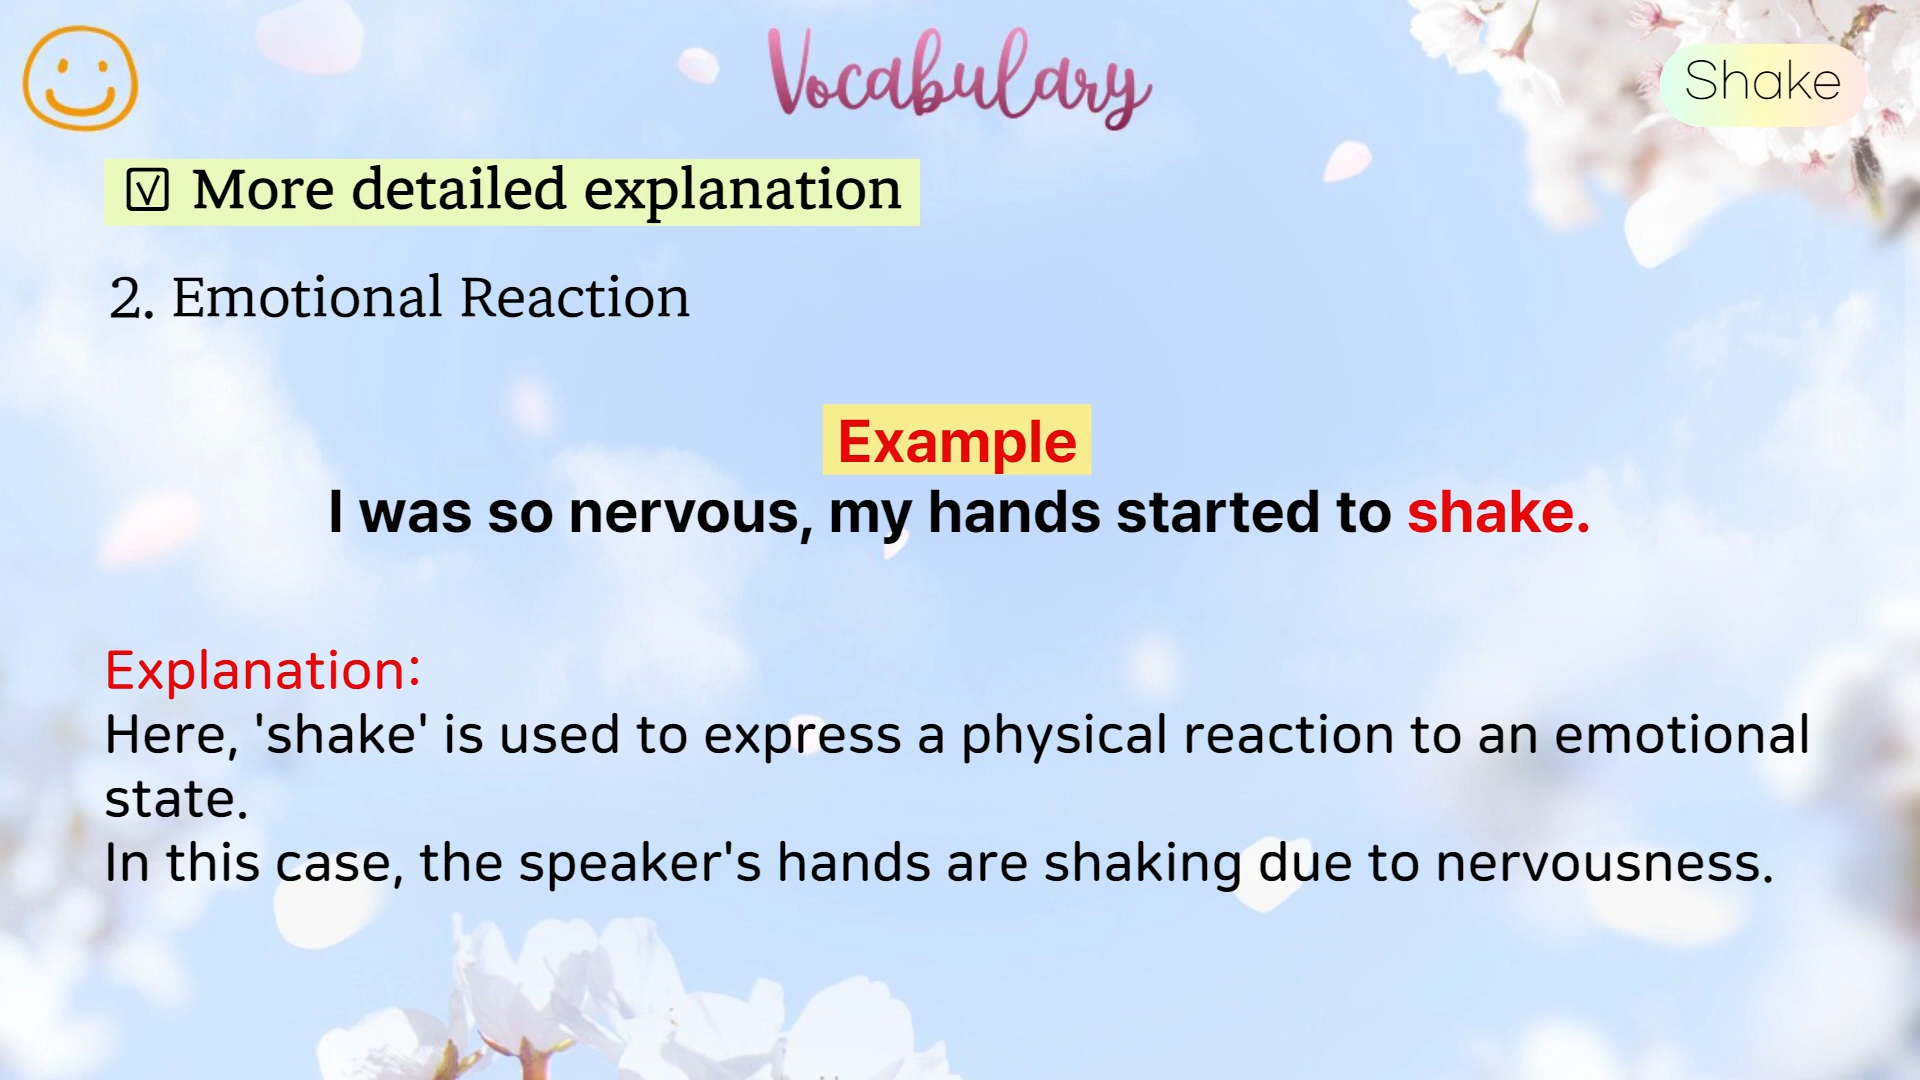 Vocabulary
Shake
☑ More detailed explanation
2. Emotional Reaction
Example
I was so nervous, my hands started to shake.
Explanation:
Here, 'shake' is used to express a physical reaction to an emotional
state.
In this case, the speaker's hands are shaking due to nervousness.